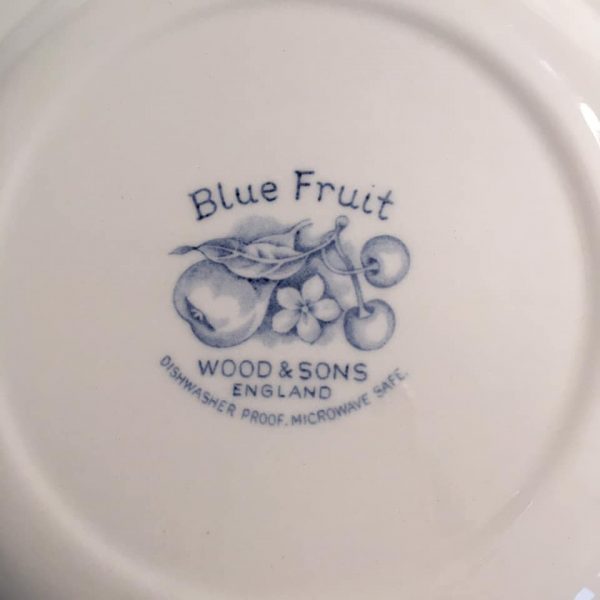 Blue Fruit
WOOD & SONS
ENGLAND
DISHWASHER PROOF. MICROWAVE SAFE.